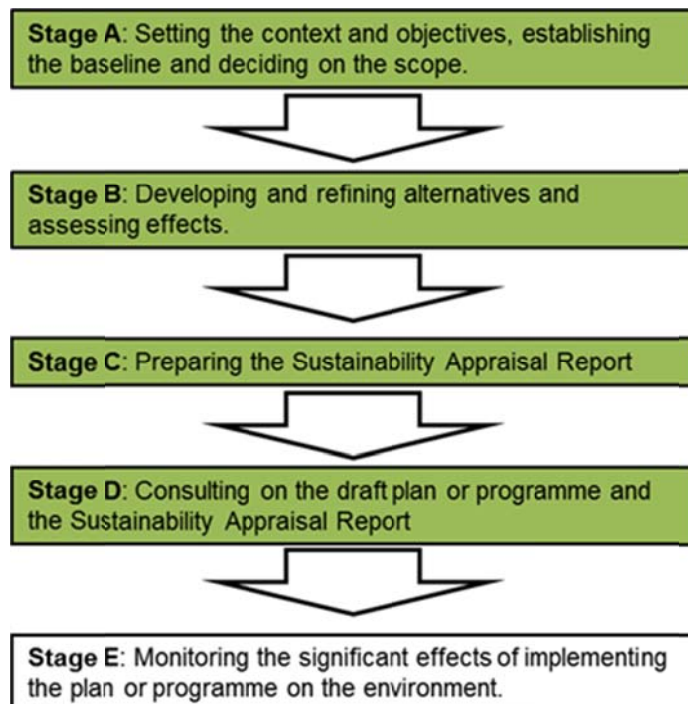 Stage A: Setting the context and objectives, establishing
the baseline and deciding on the scope.
Stage B: Developing and refining alternatives and
assessing effects.
Stage C: Preparing the Sustainability Appraisal Report
Stage D: Consulting on the draft plan or programme and
the Sustainability Appraisal Report
Stage E: Monitoring the significant effects of implementing
the plan or programme on the environment.